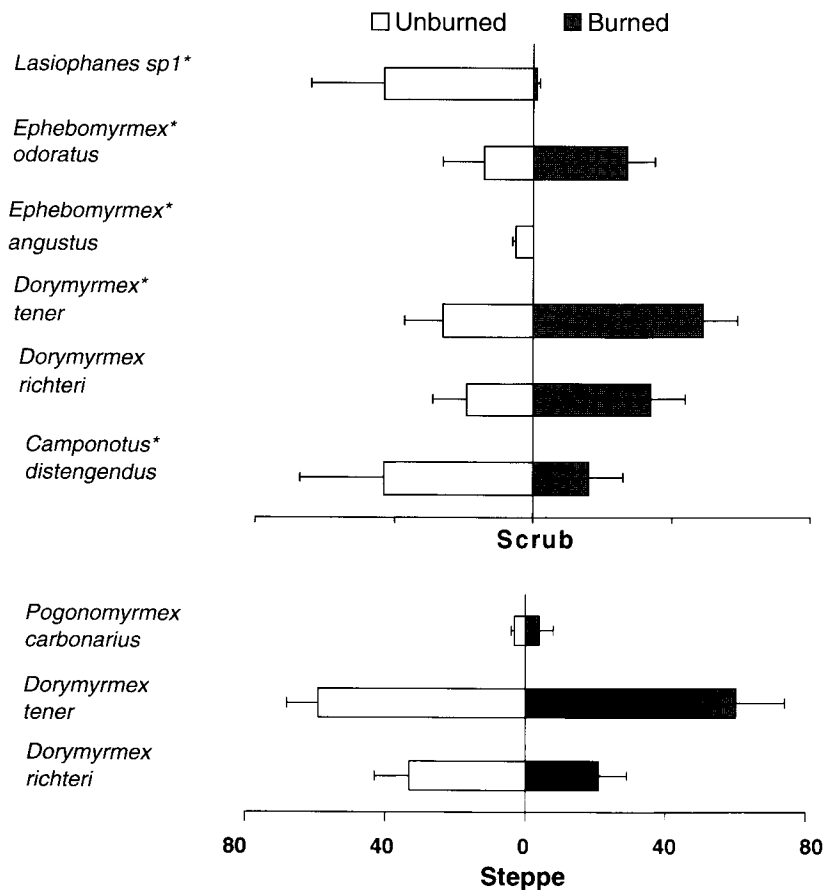 Unburned Burned
Lasiophanes sp1*
Ephebomyrmex*
odoratus
Ephebomyrmex*
angustus
Dorymyrmex*
tener
Dorymyrmex
richteri
Camponotus*
distengendus
Scrub
Pogonomyrmex
carbonarius
Dorymyrmex
tener
Dorymyrmex
richteri
80 40 0 40 80
Steppe